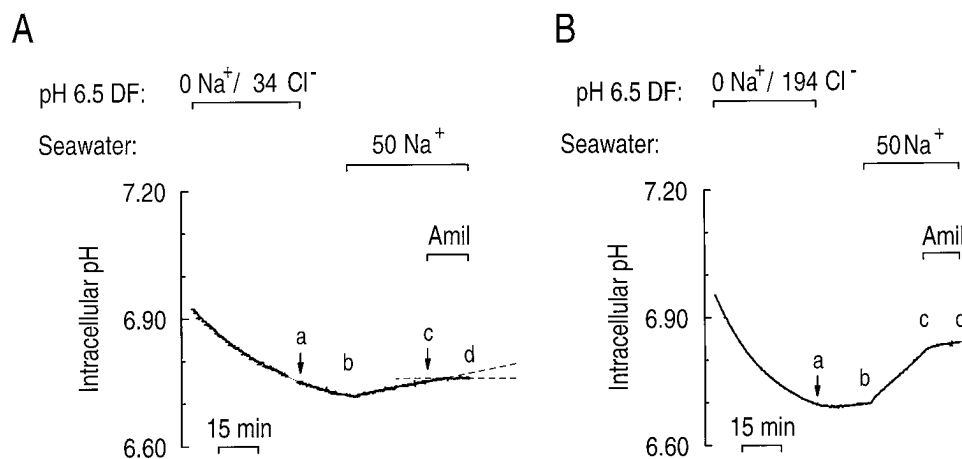 A
pH 6.5 DF:
0 Na⁺/ 34 Cl⁻
Seawater:
50 Na⁺
7.20
6.90
6.60
Intracellular pH
Amil
a
b
c
d
15 min
B
pH 6.5 DF:
0 Na⁺/ 194 Cl⁻
Seawater:
50 Na⁺
7.20
6.90
6.60
Intracellular pH
Amil
a
b
c
d
15 min